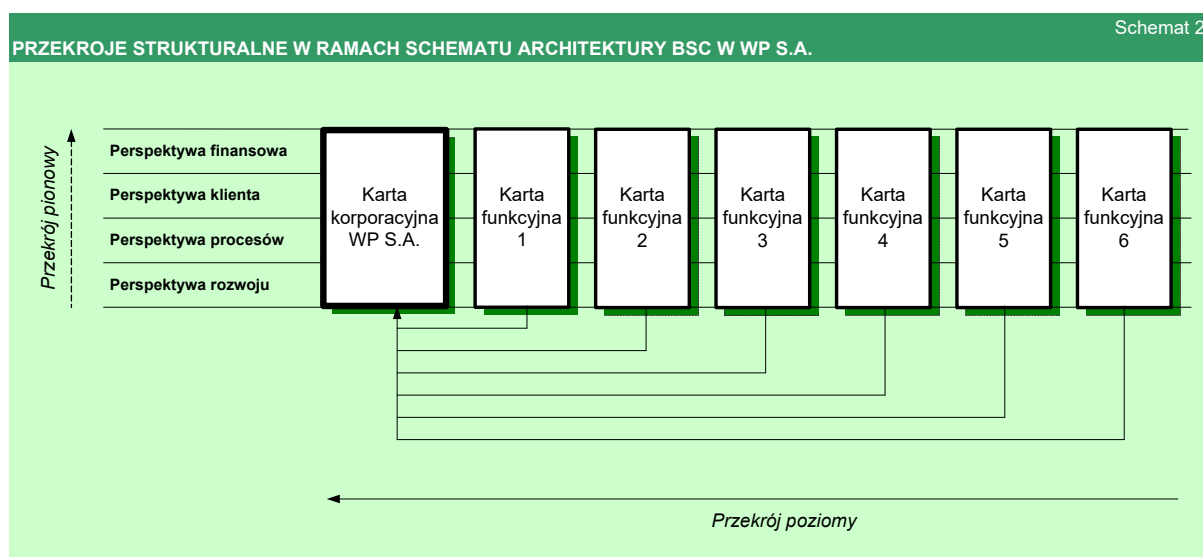 Schemat 2
PRZEKROJE STRUKTURALNE W RAMACH SCHEMATU ARCHITEKTURY BSC W WP S.A.
Przekrój pionowy
Perspektywa finansowa
Perspektywa klienta
Perspektywa procesów
Perspektywa rozwoju
Karta
korporacyjna
WP S.A.
Karta
funkcyjna
1
Karta
funkcyjna
2
Karta
funkcyjna
3
Karta
funkcyjna
4
Karta
funkcyjna
5
Karta
funkcyjna
6
Przekrój poziomy